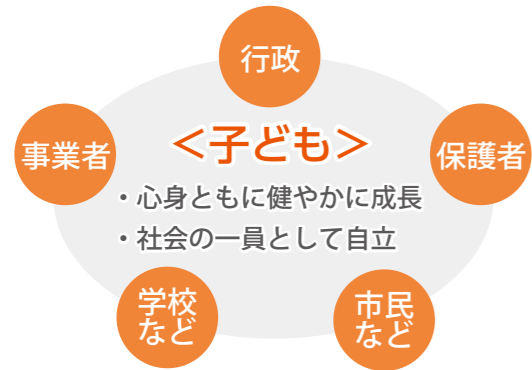 行政
事業者
<子ども>
保護者
・心身ともに健やかに成長
・社会の一員として自立
学校
など
市民
など